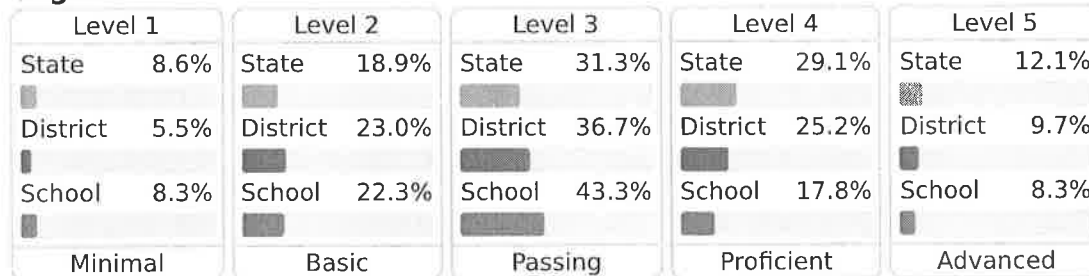 Level 1
State 8.6%
District 5.5%
School 8.3%
Minimal
Level 2
State 18.9%
District 23.0%
School 22.3%
Basic
Level 3
State 31.3%
District 36.7%
School 43.3%
Passing
Level 4
State 29.1%
District 25.2%
School 17.8%
Proficient
Level 5
State 12.1%
District 9.7%
School 8.3%
Advanced